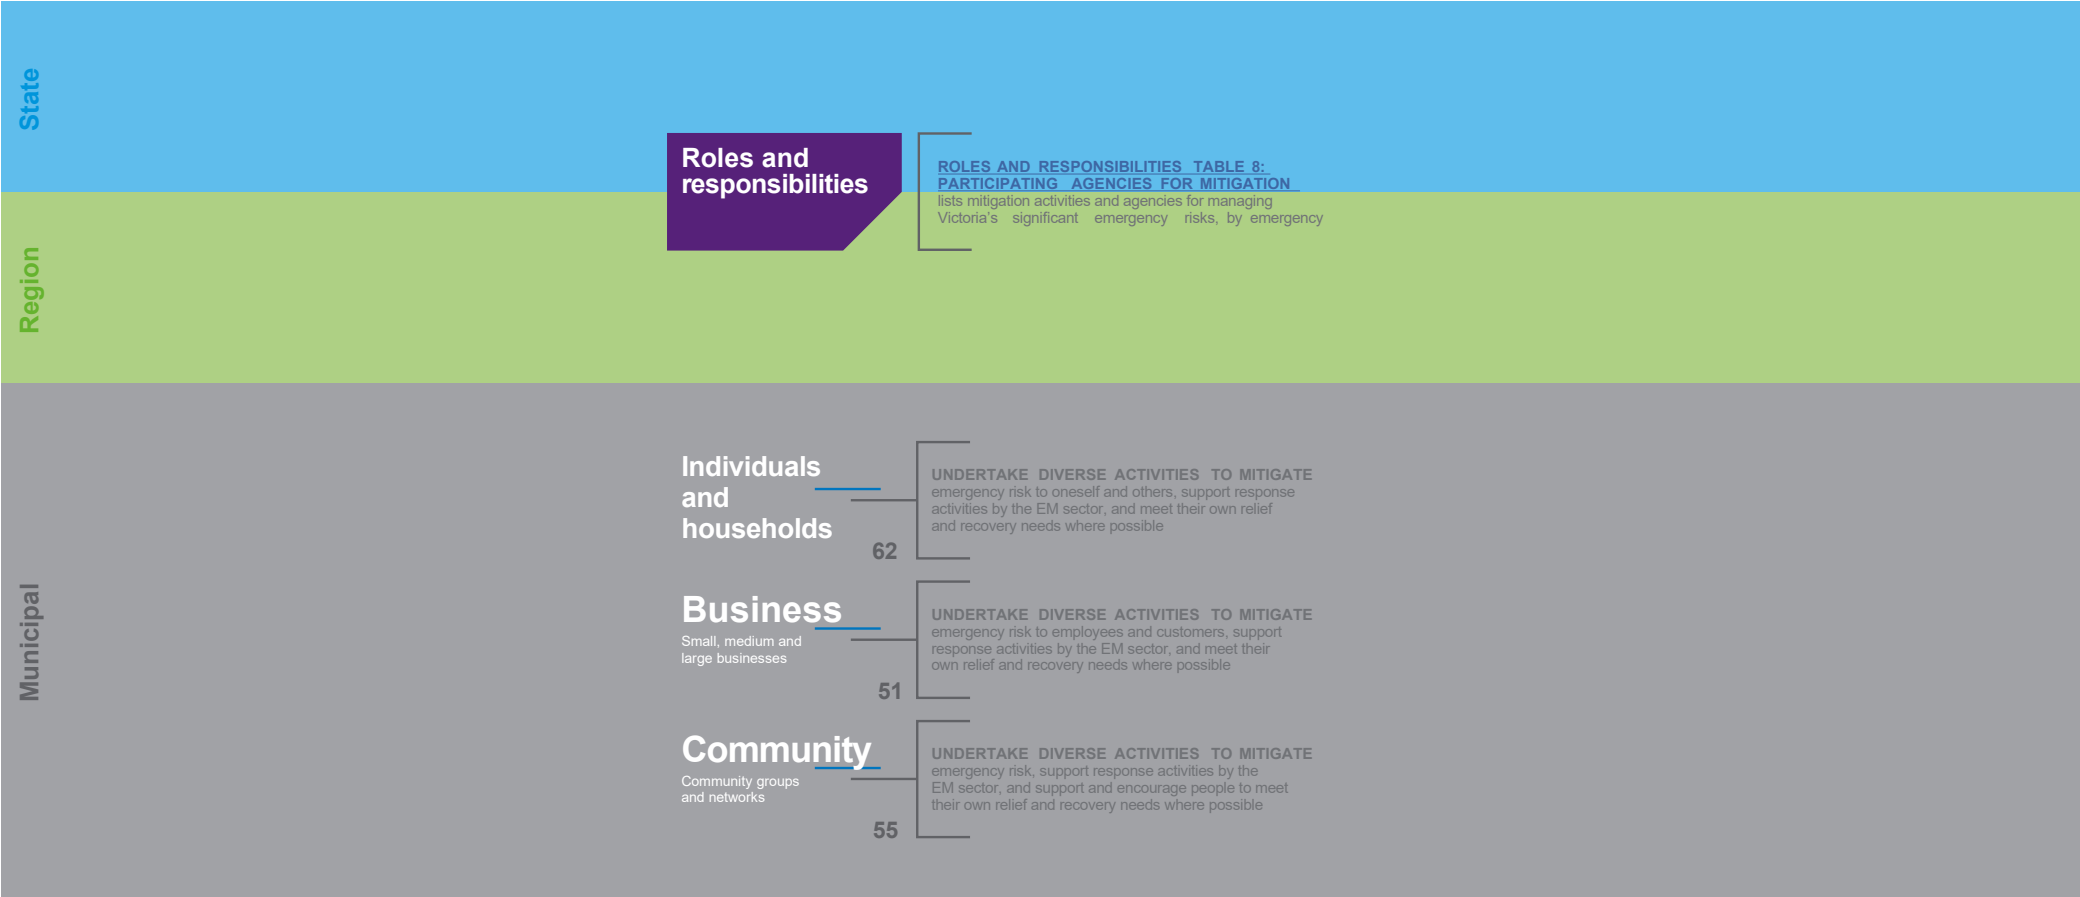 State
Roles and
responsibilities
ROLES AND RESPONSIBILITIES TABLE 8:
PARTICIPATING AGENCIES FOR MITIGATION
lists mitigation activities and agencies for managing
Victoria's significant emergency risks, by emergency
Region
Municipal
Individuals
and
households
62
UNDERTAKE DIVERSE ACTIVITIES TO MITIGATE
emergency risk to oneself and others, support response
activities by the EM sector, and meet their own relief
and recovery needs where possible
Business
Small, medium and
large businesses
51
UNDERTAKE DIVERSE ACTIVITIES TO MITIGATE
emergency risk to employees and customers, support
response activities by the EM sector, and meet their
own relief and recovery needs where possible
Community
Community groups
and networks
55
UNDERTAKE DIVERSE ACTIVITIES TO MITIGATE
emergency risk, support response activities by the
EM sector, and support and encourage people to meet
their own relief and recovery needs where possible